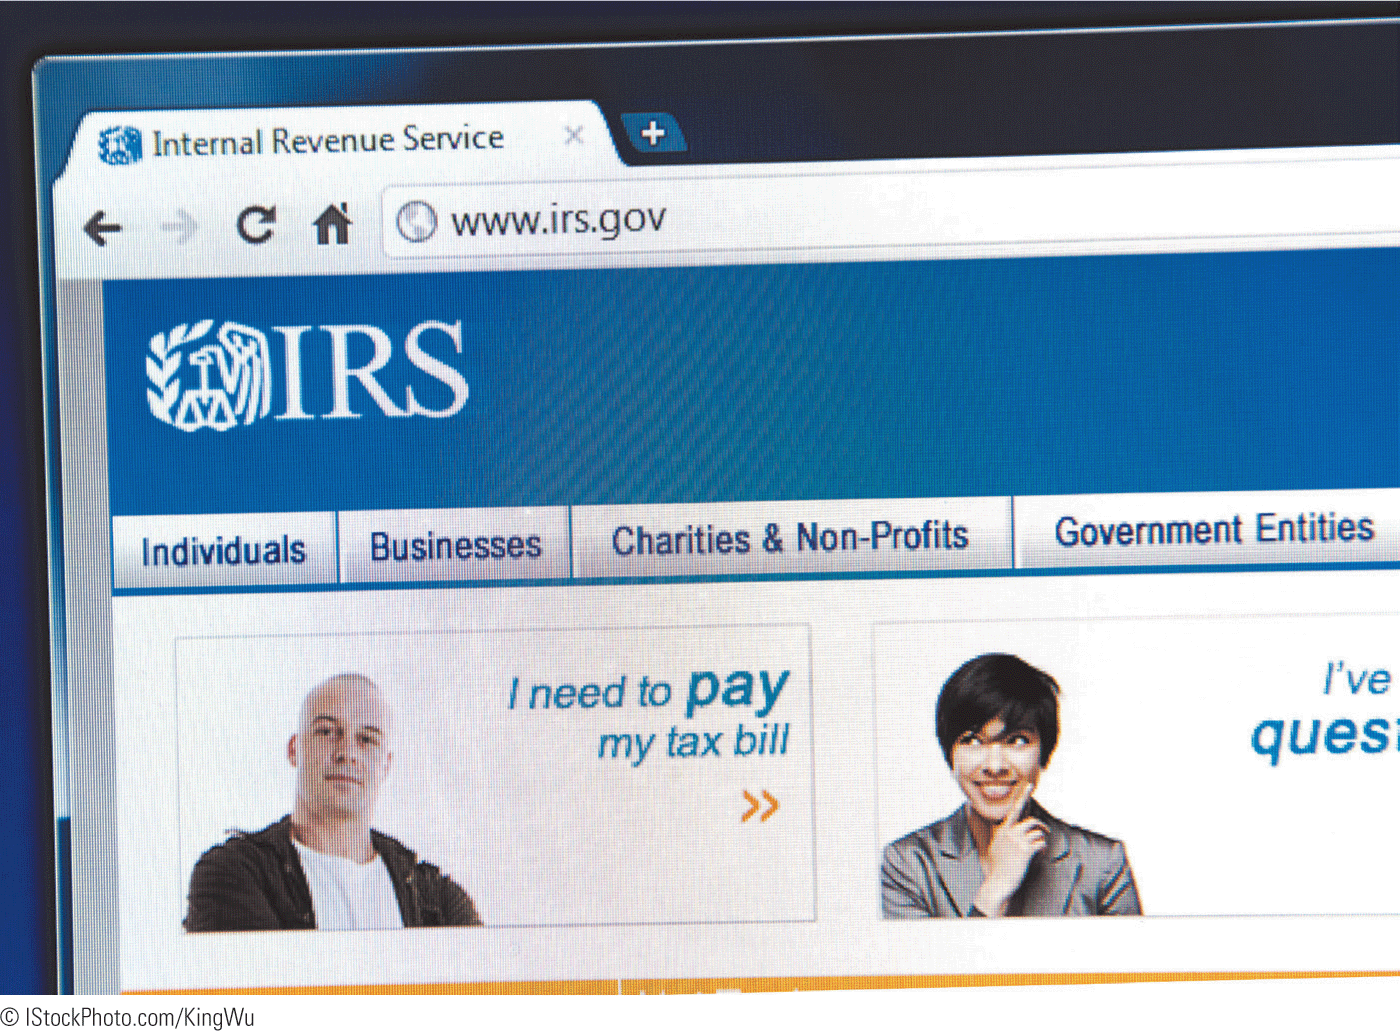 Internal Revenue Service
www.irs.gov
IRS
Individuals
Businesses
Charities & Non-Profits
Government Entities
I need to pay
my tax bill
I've
© IStockPhoto.com/KingWu